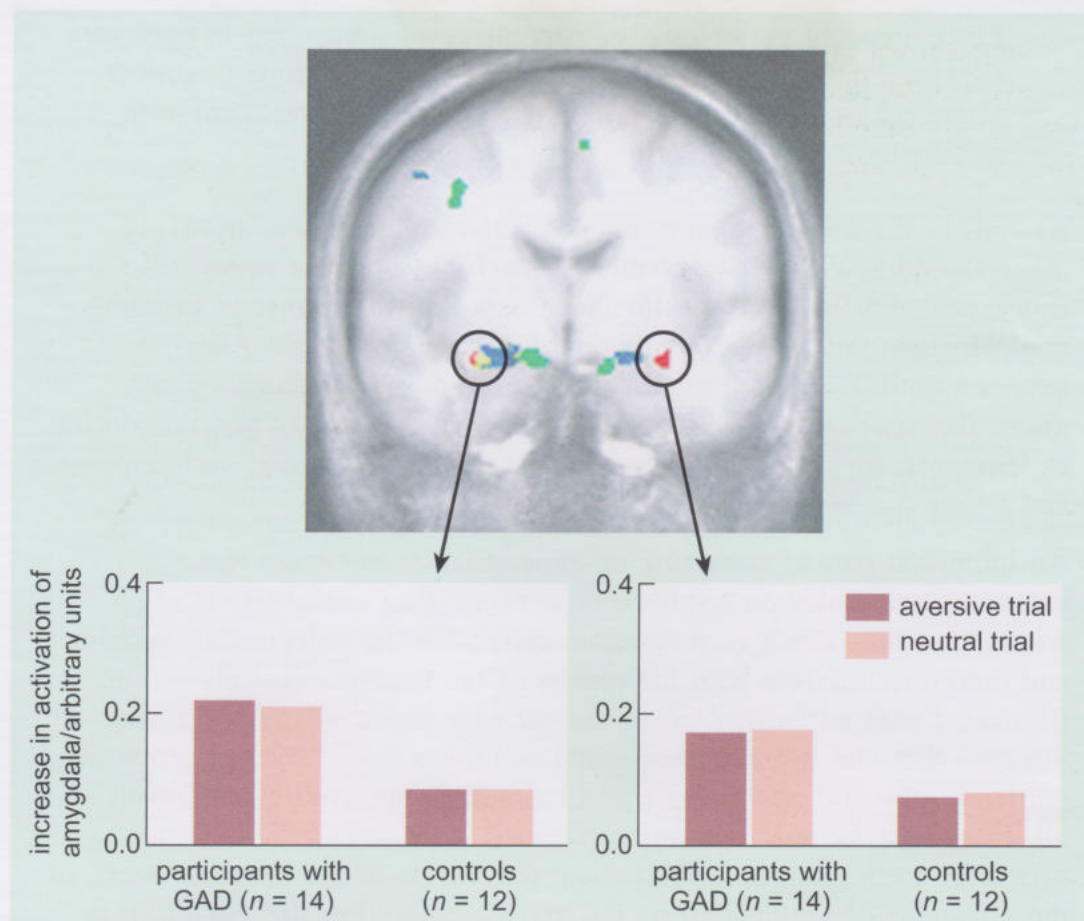 increase in activation of
amygdala/arbitrary units
0.4
0.2
0.0
participants with
GAD (n = 14)
controls
(n = 12)
0.4
0.2
0.0
aversive trial
neutral trial
participants with
GAD (n = 14)
controls
(n = 12)